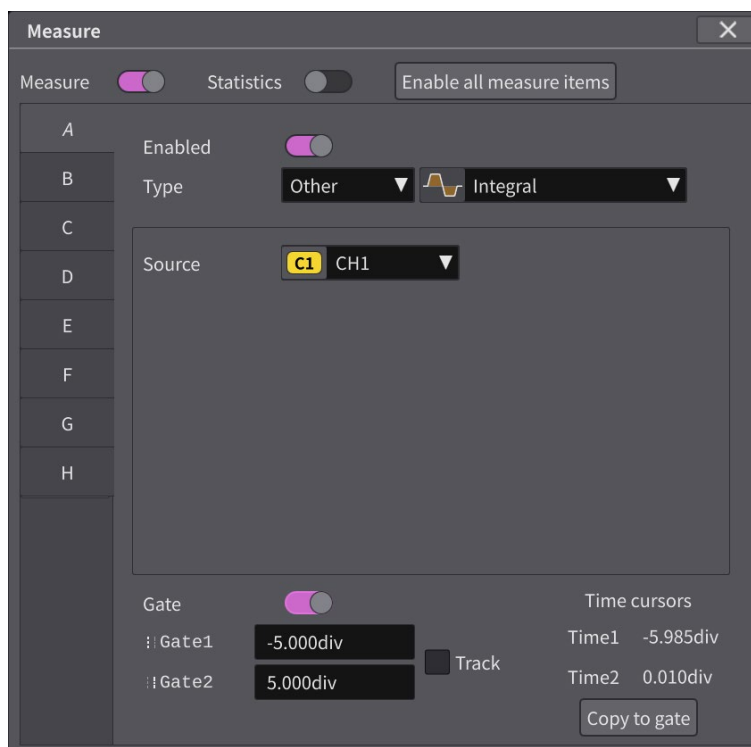 Measure
Measure Statistics Enable all measure items
A
Enabled
B
Type Other Integral
C
Source C1 CH1
D
E
F
G
H
Gate Time cursors
Gate1 -5.000div Time1 -5.985div
Track
Gate2 5.000div Time2 0.010div
Copy to gate